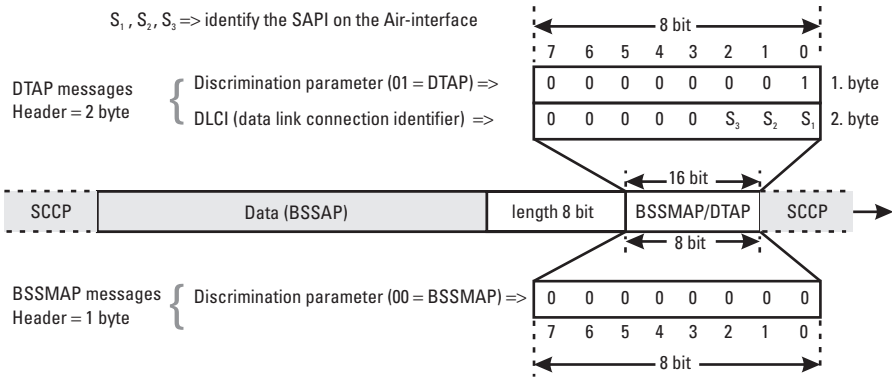 S₁ , S₂ , S₃ => identify the SAPI on the Air-interface
8 bit
7 6 5 4 3 2 1 0
DTAP messages
Header = 2 byte
Discrimination parameter (01 = DTAP) =>
0 0 0 0 0 0 0 1
1. byte
DLCI (data link connection identifier) =>
0 0 0 0 0 S₃ S₂ S₁
2. byte
16 bit
SCCP
Data (BSSAP)
length 8 bit
BSSMAP/DTAP
SCCP
8 bit
BSSMAP messages
Header = 1 byte
Discrimination parameter (00 = BSSMAP) =>
0 0 0 0 0 0 0 0
7 6 5 4 3 2 1 0
8 bit